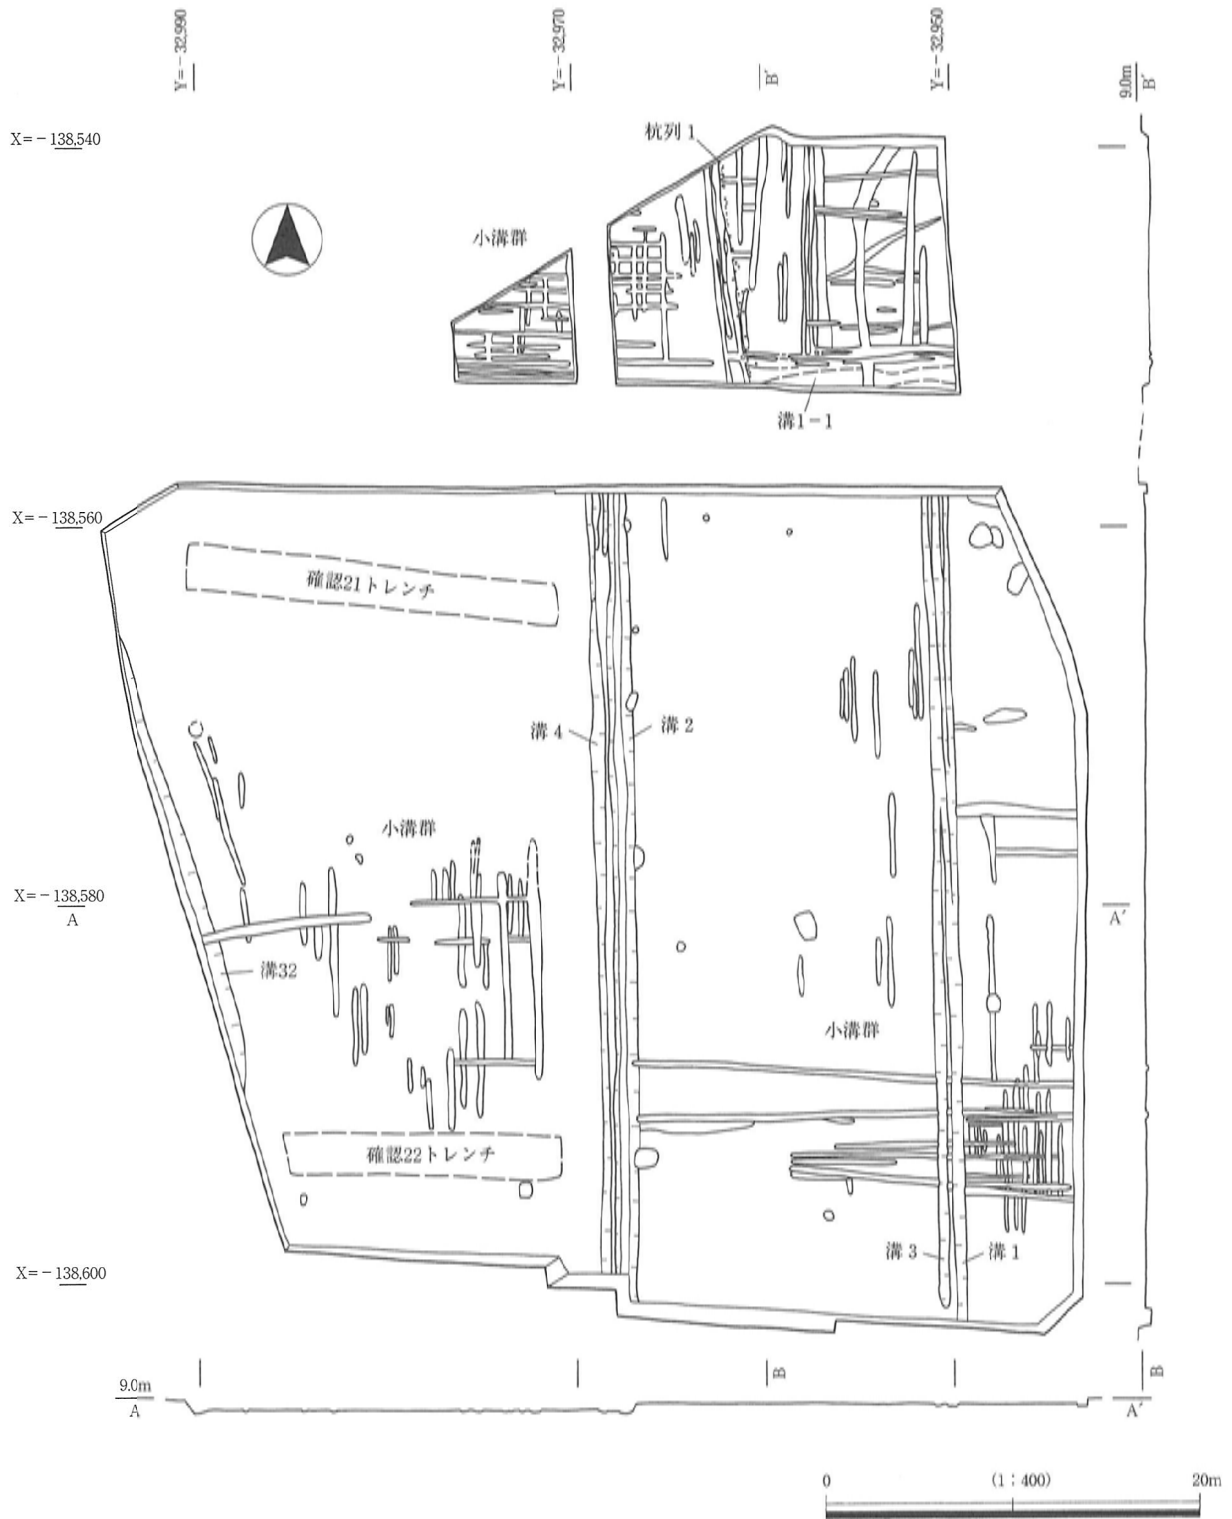 Y=－32,990
Y=－32,970
B′
Y=－32,950
9.0m
B′
X=－138,540
杭列１
小溝群
溝１－１
X=－138,560
確認21トレンチ
溝４
溝２
小溝群
X=－138,580
A
A′
溝32
小溝群
確認22トレンチ
溝３
溝１
X=－138,600
B
B
9.0m
A
A′
0
(１：400)
20m